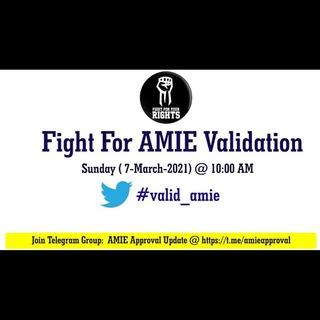 FIGHT FOR YOUR
RIGHTS
Fight For AMIE Validation
Sunday ( 7-March-2021) @ 10:00 AM
#valid_amie
Join Telegram Group: AMIE Approval Update @ https://t.me/amieapproval